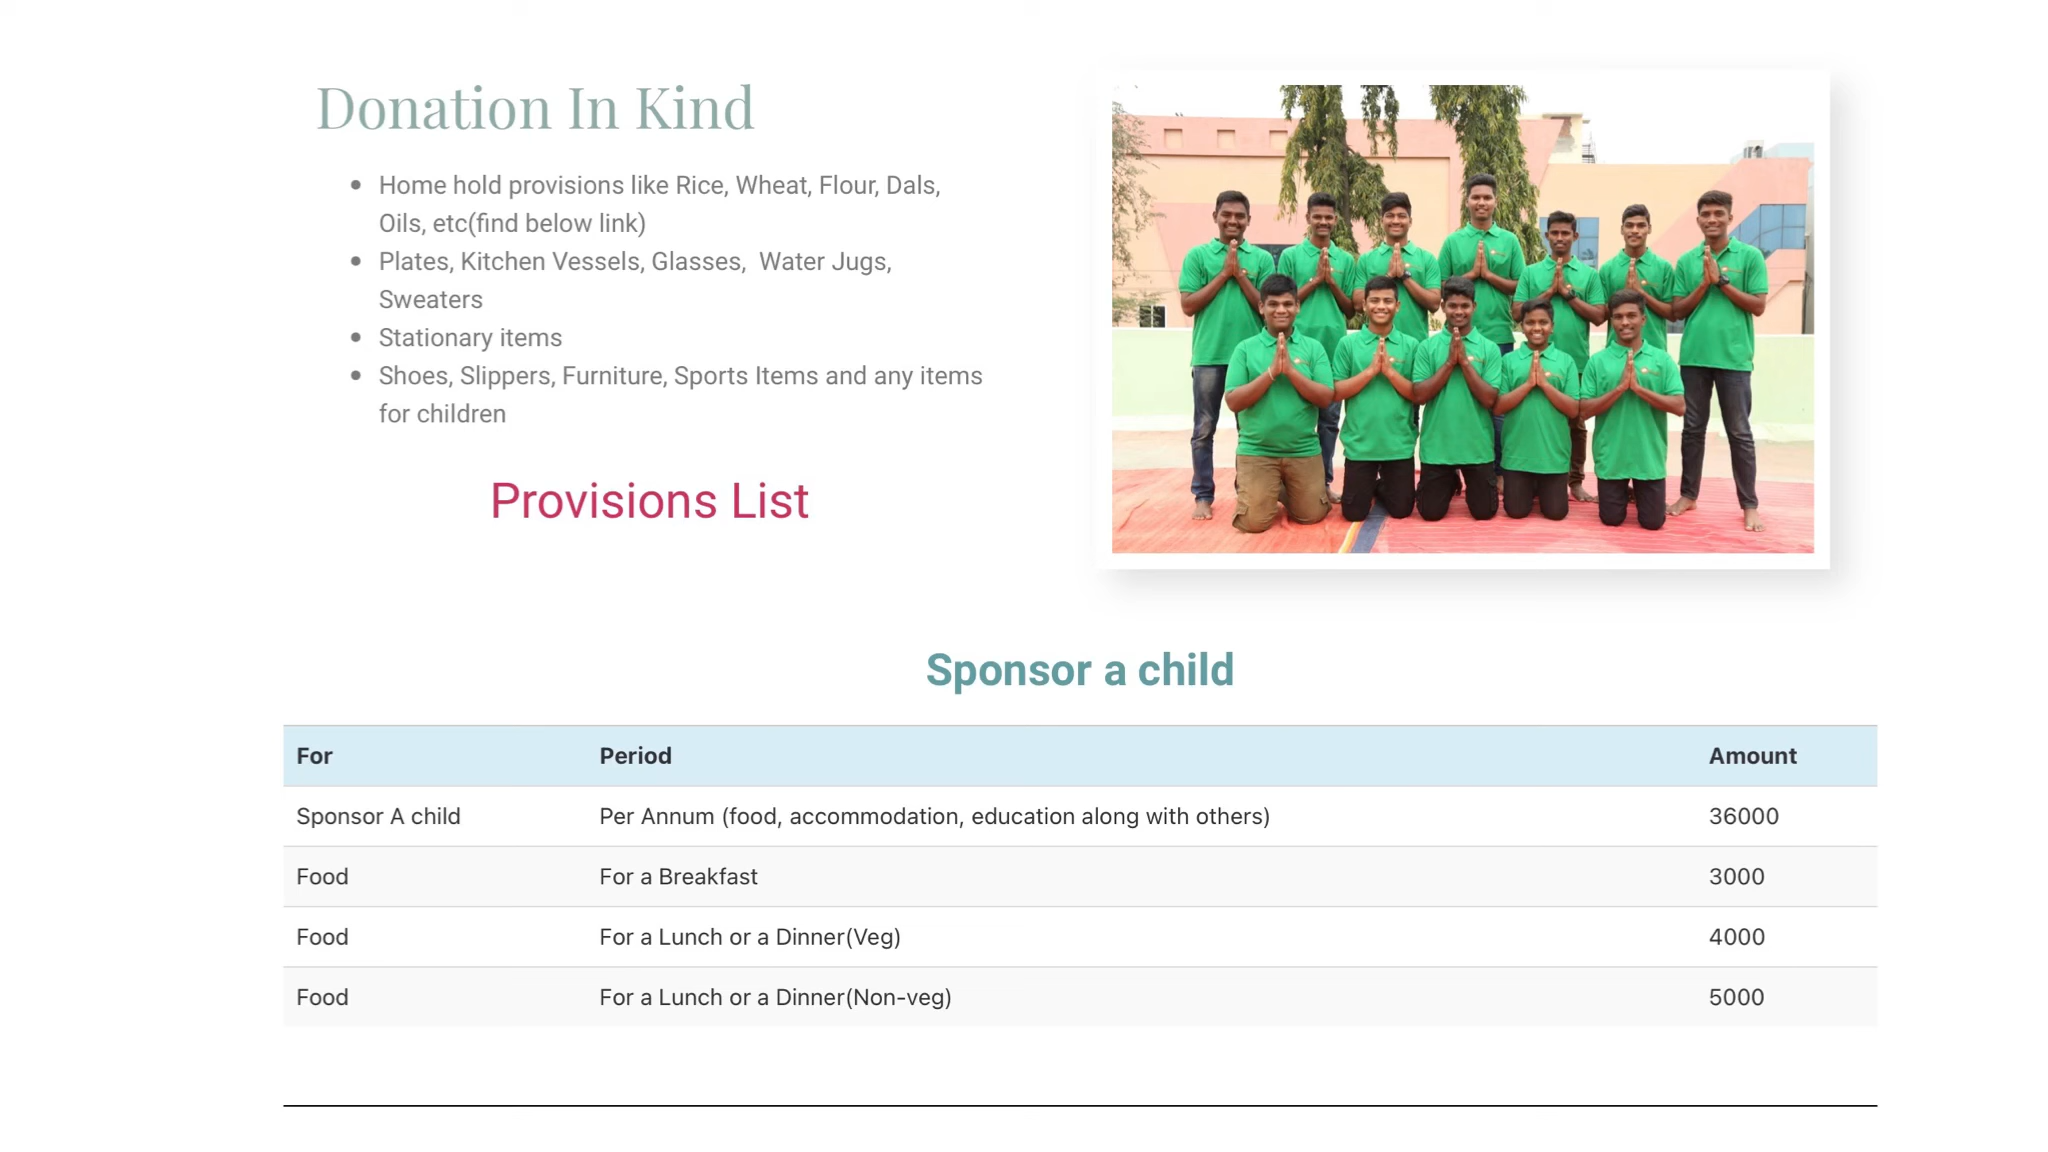 Donation In Kind
Home hold provisions like Rice, Wheat, Flour, Dals,
Oils, etc(find below link)
Plates, Kitchen Vessels, Glasses,  Water Jugs,
Sweaters
Stationary items
Shoes, Slippers, Furniture, Sports Items and any items
for children
Provisions List
Sponsor a child
For Period Amount
Sponsor A child Per Annum (food, accommodation, education along with others) 36000
Food For a Breakfast 3000
Food For a Lunch or a Dinner(Veg) 4000
Food For a Lunch or a Dinner(Non-veg) 5000